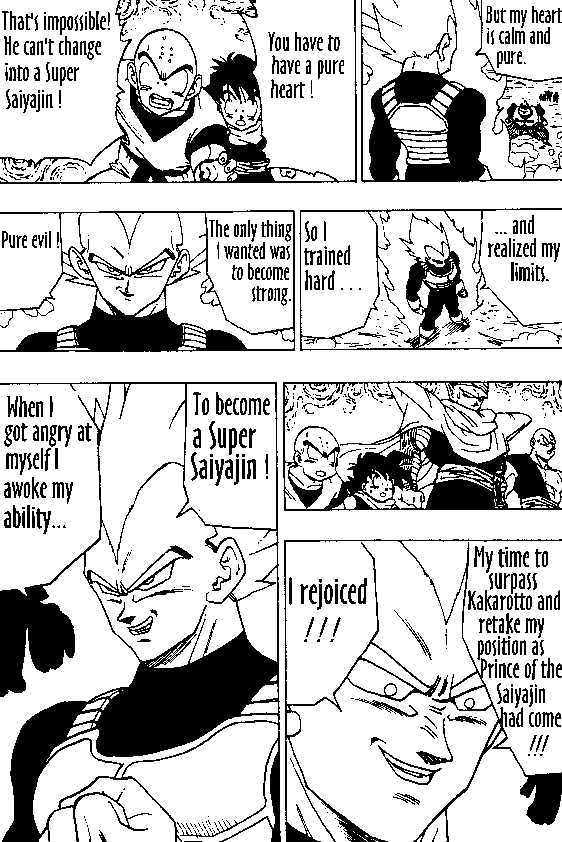 That's impossible!
He can't change
into a Super
Saiyajin !
You have to
have a pure
heart !
But my heart
is calm and
pure.
Pure evil !
The only thing
I wanted was
to become
strong.
So I
trained
hard . . .
... and
realized my
limits.
When I
got angry at
myself I
awoke my
ability...
To become
a Super
Saiyajin !
I rejoiced
!!!
My time to
surpass
Kakarotto and
retake my
position as
Prince of the
Saiyajin
had come
!!!